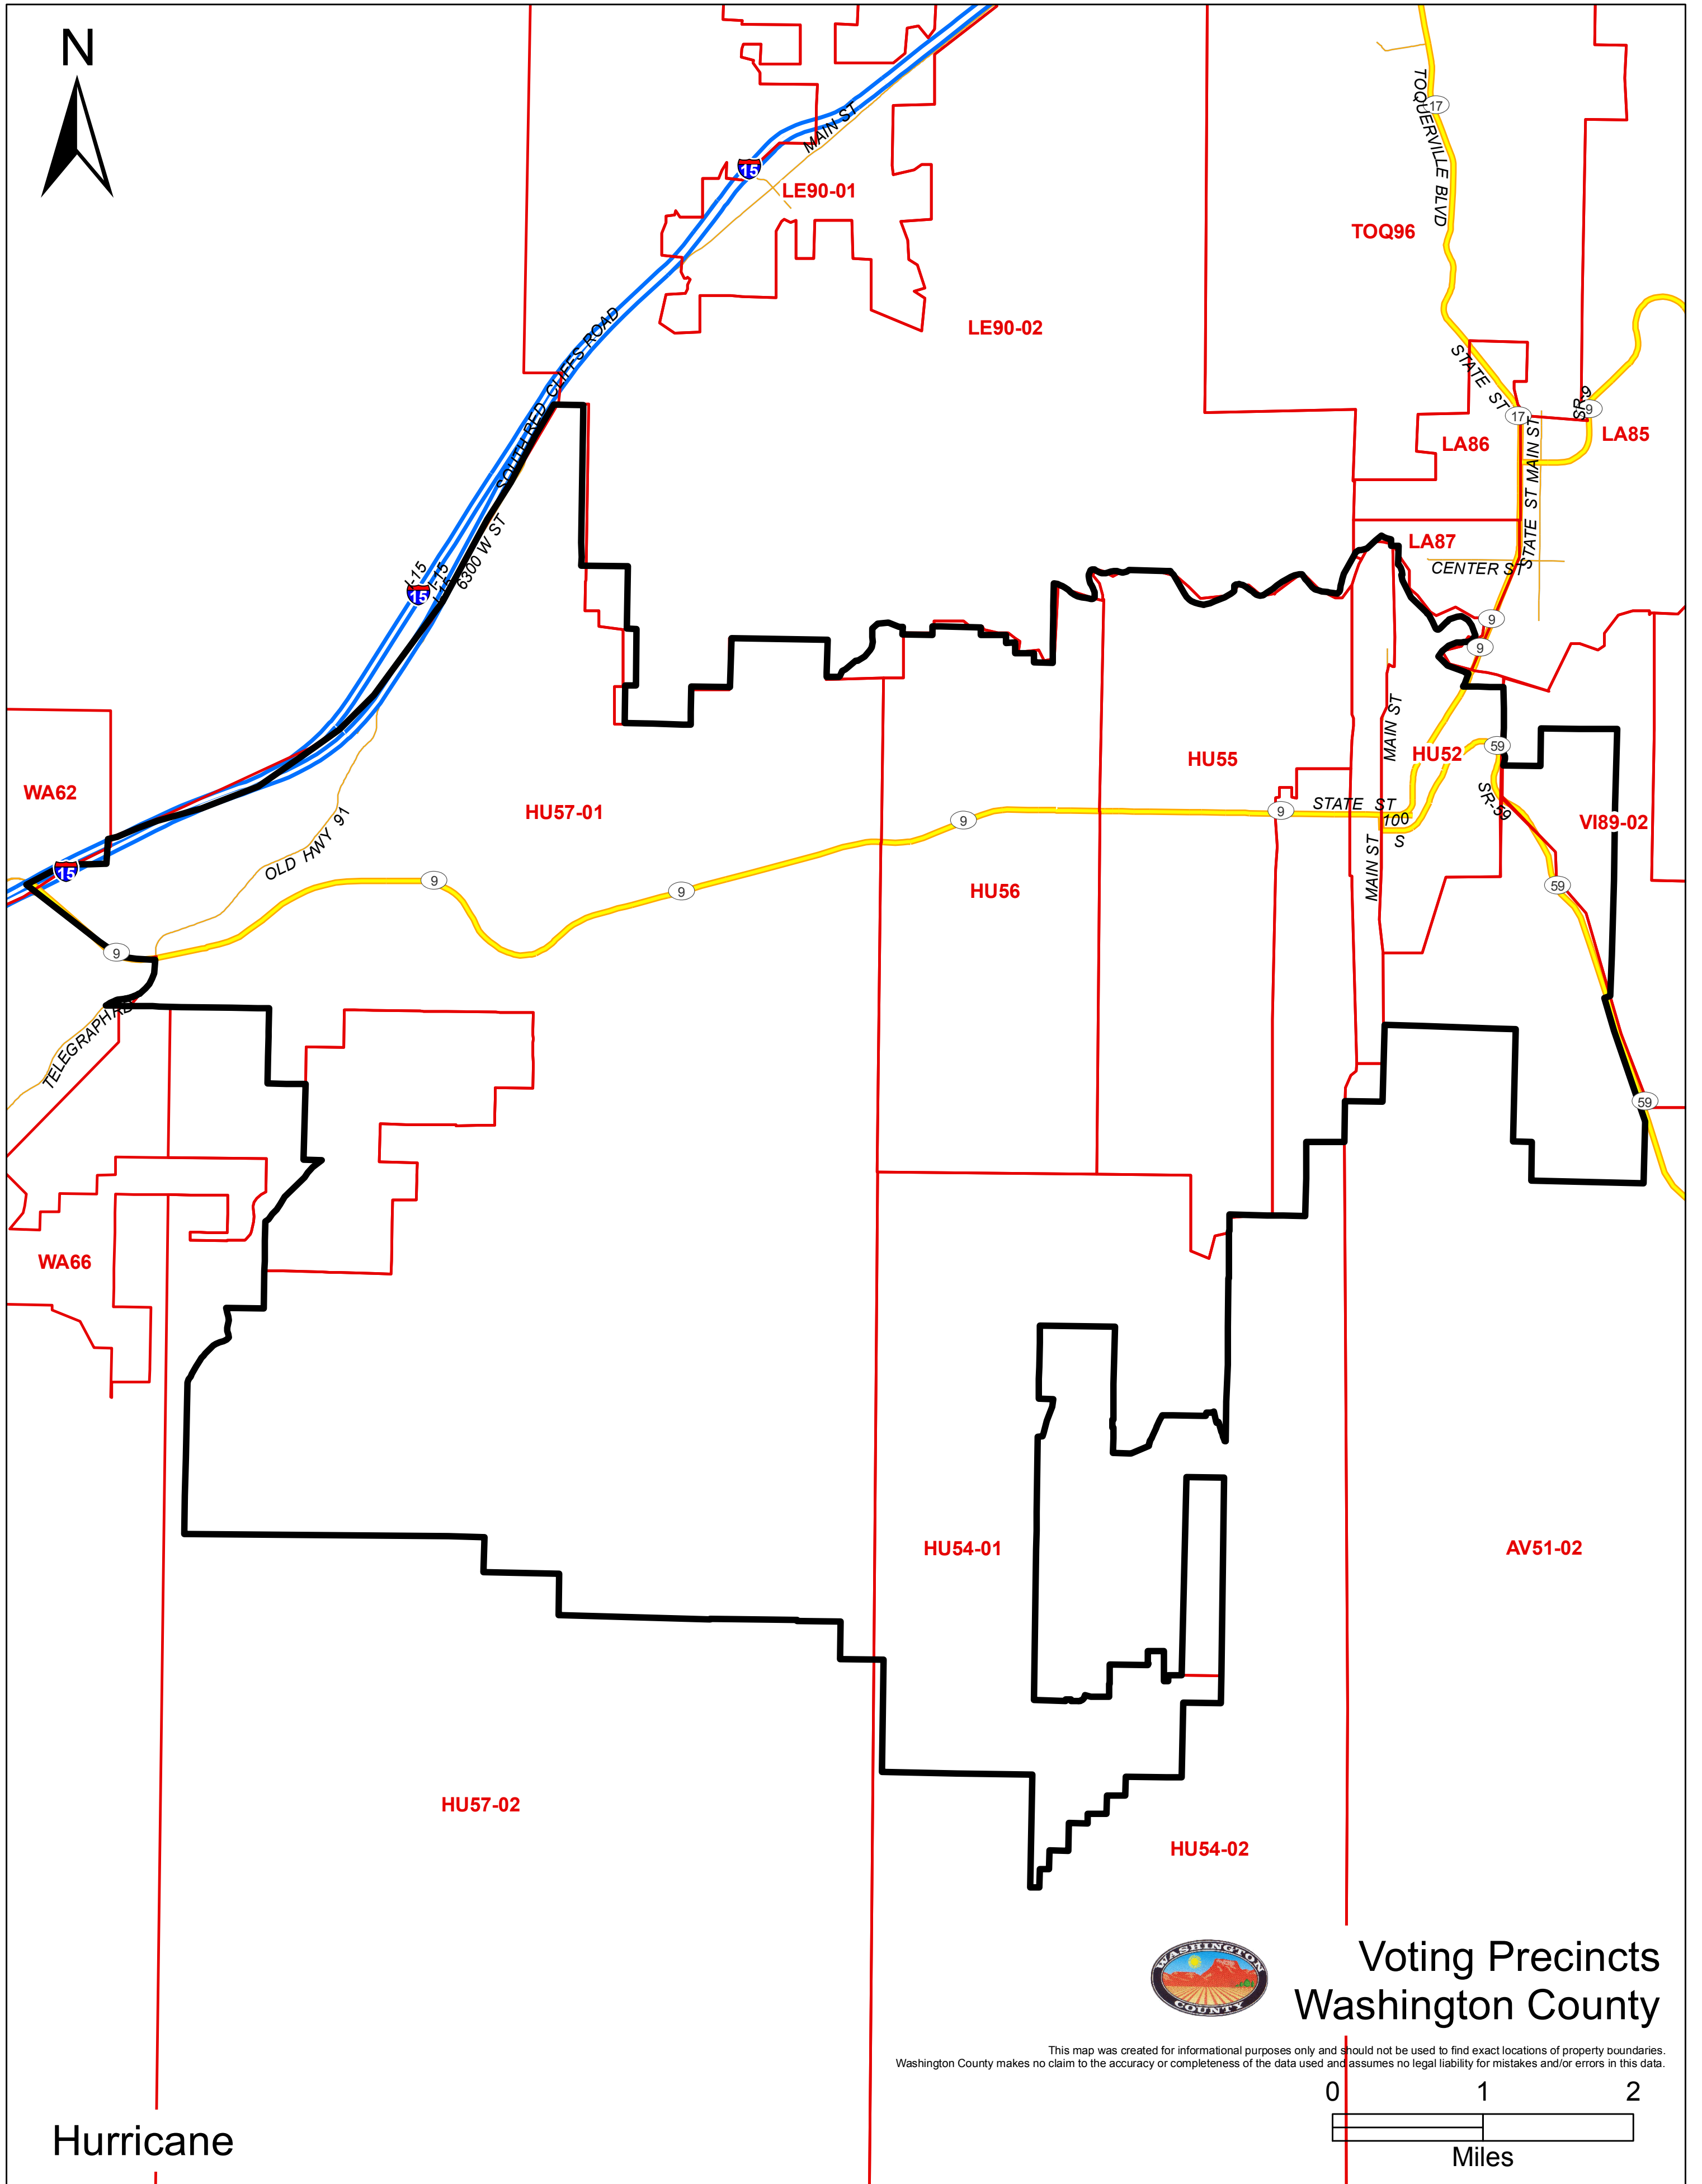 N
17
TOQUERVILLE BLVD
MAIN ST
15
LE90-01
TOQ96
LE90-02
SOUTH RED CLIFFS ROAD
STATE ST
SR-9
9
17
LA86
LA85
STATE ST
MAIN ST
LA87
CENTER ST
I-15
I-15
I-15
15
6300 W ST
9
9
MAIN ST
59
HU52
HU55
WA62
HU57-01
SR-59
STATE ST
9
9
100
S
VI89-02
OLD HWY 91
15
9
9
HU56
MAIN ST
59
9
TELEGRAPH RD
59
WA66
HU54-01
AV51-02
HU57-02
HU54-02
WASHINGTON
COUNTY
Voting Precincts
Washington County
This map was created for informational purposes only and should not be used to find exact locations of property boundaries.
Washington County makes no claim to the accuracy or completeness of the data used and assumes no legal liability for mistakes and/or errors in this data.
0 1 2
Miles
Hurricane